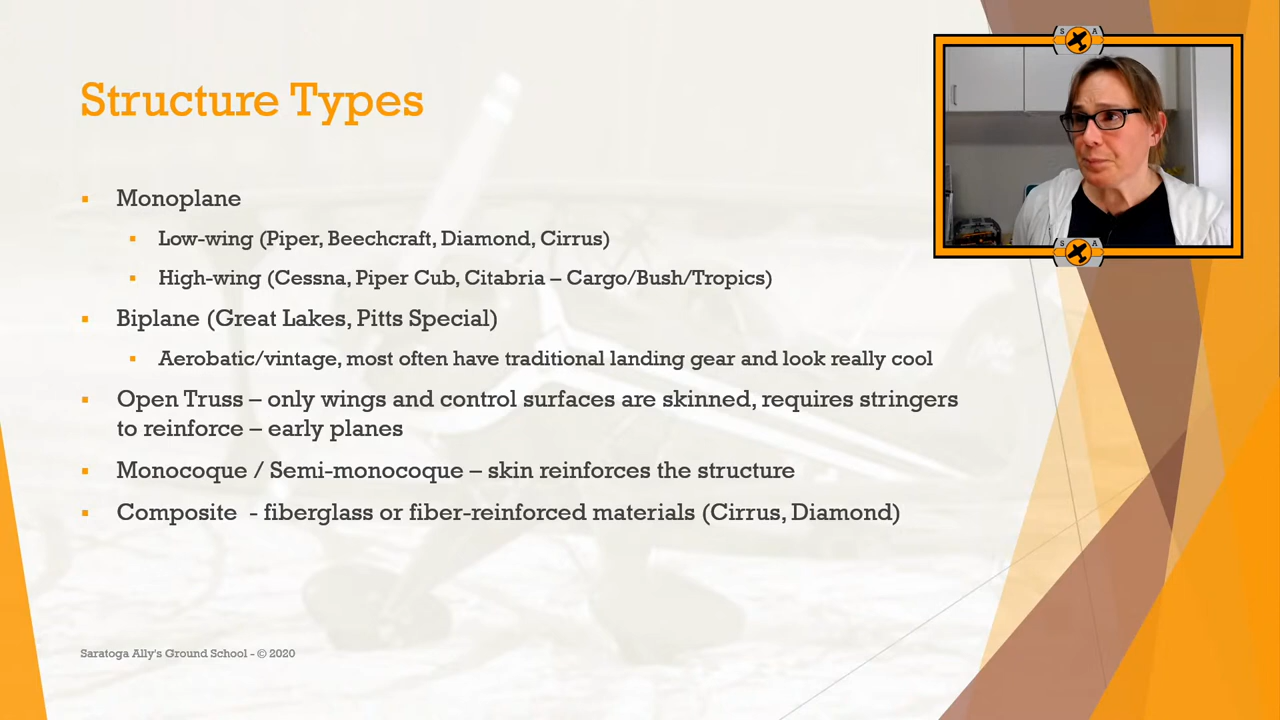 Structure Types
S A
Monoplane
Low-wing (Piper, Beechcraft, Diamond, Cirrus)
High-wing (Cessna, Piper Cub, Citabria – Cargo/Bush/Tropics)
Biplane (Great Lakes, Pitts Special)
Aerobatic/vintage, most often have traditional landing gear and look really cool
S A
Open Truss – only wings and control surfaces are skinned, requires stringers
to reinforce – early planes
Monocoque / Semi-monocoque – skin reinforces the structure
Composite - fiberglass or fiber-reinforced materials (Cirrus, Diamond)
Saratoga Ally's Ground School - © 2020